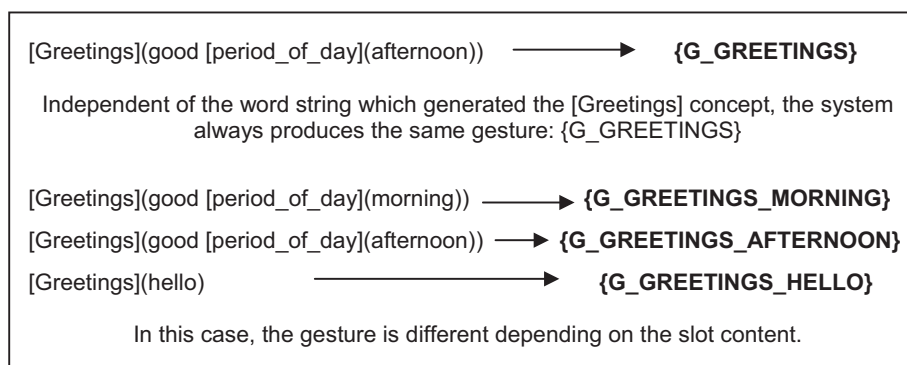 [Greetings](good [period_of_day](afternoon)) {G_GREETINGS}
Independent of the word string which generated the [Greetings] concept, the system
always produces the same gesture: {G_GREETINGS}
[Greetings](good [period_of_day](morning)) {G_GREETINGS_MORNING}
[Greetings](good [period_of_day](afternoon)) {G_GREETINGS_AFTERNOON}
[Greetings](hello) {G_GREETINGS_HELLO}
In this case, the gesture is different depending on the slot content.